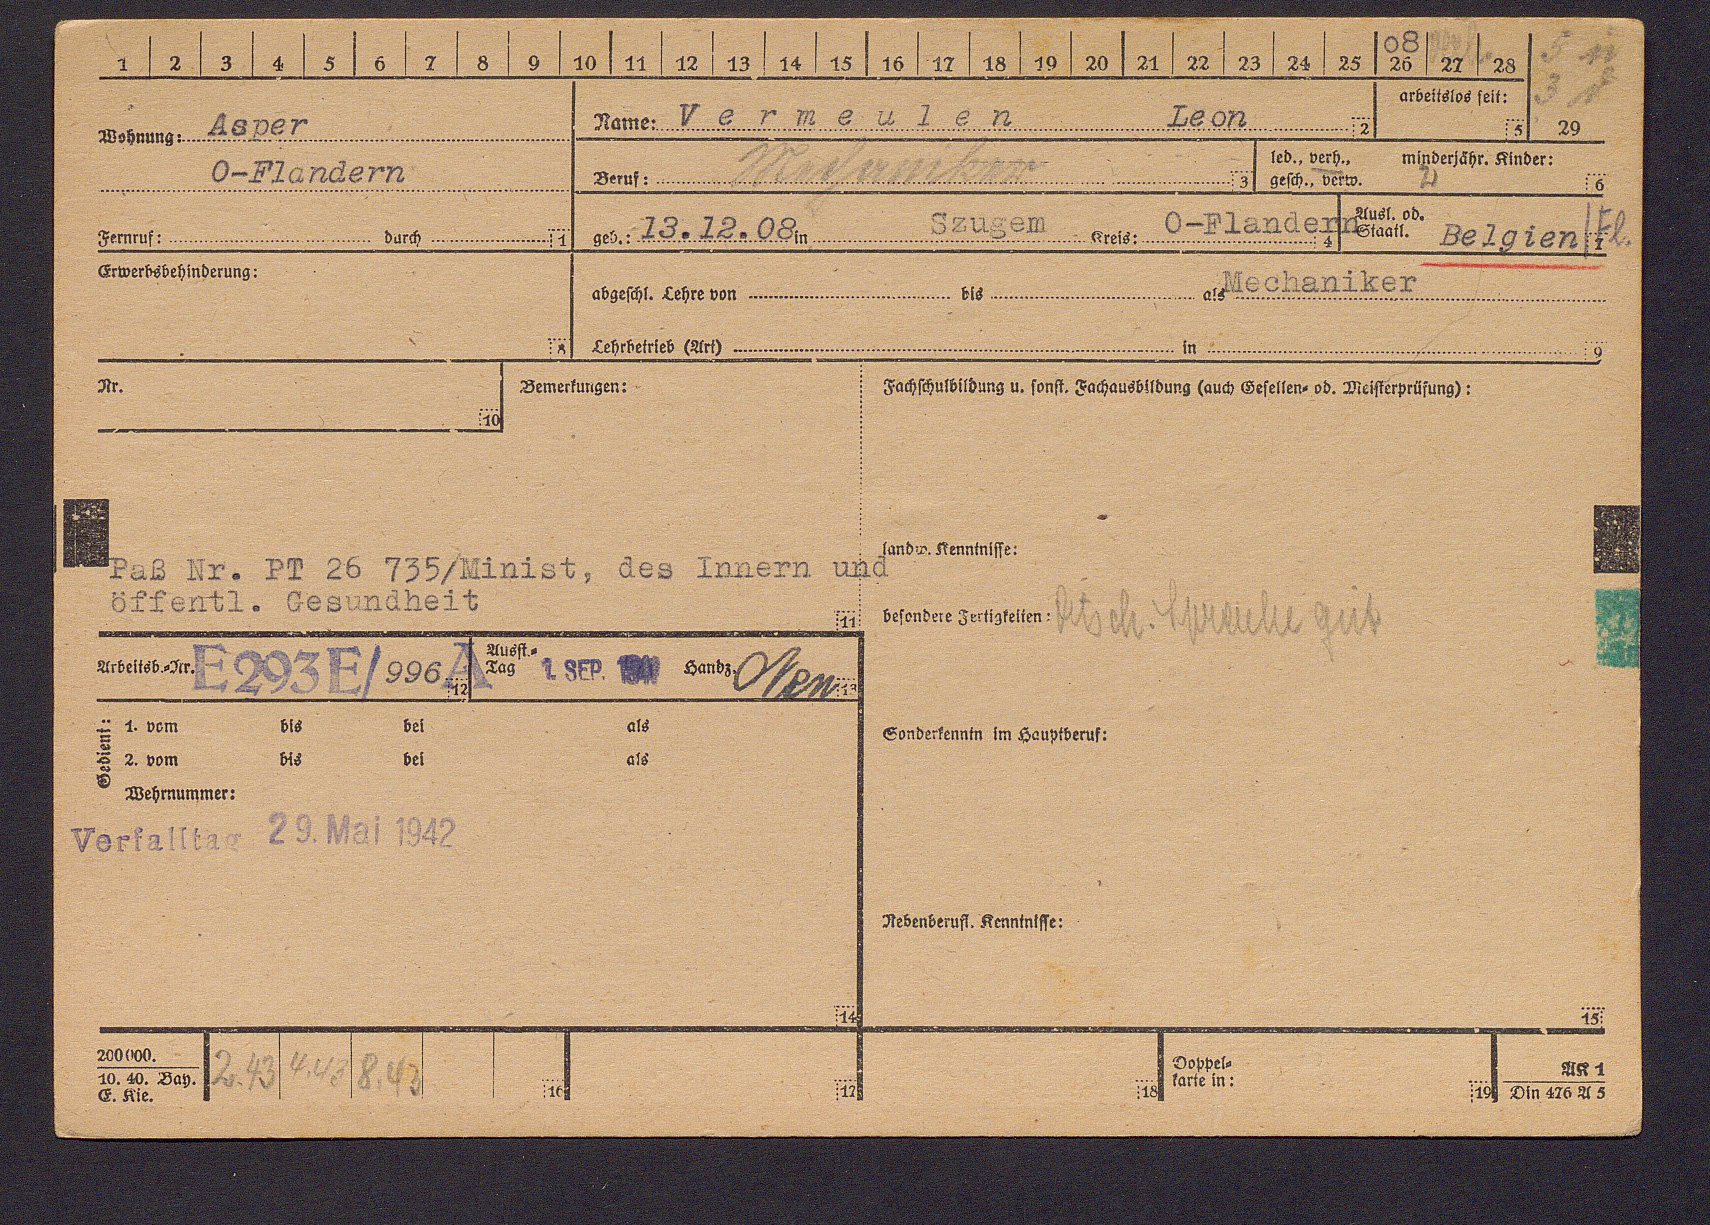 1 2 3 4 5 6 7 8 9 10 11 12 13 14 15 16 17 18 19 20 21 22 23 24 25 26 27 28
08
arbeitslos seit:
5
29
Wohnung: Asper
O-Flandern
Fernruf: durch 1
Name: Vermeulen Leon 2
Beruf: Mechaniker 3
led., verh., gesch., verw.
minderjähr. Kinder:
2
6
geb.: 13.12.08 in Szugem Kreis: O-Flandern 4
Ausl. od. Staatl. Belgien/Fl. 7
Erwerbsbehinderung:
8
abgeschl. Lehre von bis als Mechaniker
Lehrbetrieb (Art) in 9
Nr.
10
Bemerkungen:
Paß Nr. PT 26 735/Minist, des Innern und
öffentl. Gesundheit
11
Fachschulbildung u. sonst. Fachausbildung (auch Gesellen- od. Meisterprüfung):
landw. Kenntnisse:
besondere Fertigkeiten: Dtsch. Sprache gut
Sonderkenntn im Hauptberuf:
Nebenberufl. Kenntnisse:
15
Arbeitsb.-Nr. E293E/996 A 12
Ausst.-Tag 1. SEP. Handz. 13
Gedient:
1. vom bis bei als
2. vom bis bei als
Wehrnummer:
Verfalltag 29. Mai 1942
14
200000.
10. 40. Bay.
E. Kie.
2.43 4.43 8.43
16
17
18
Doppel-
karte in:
19
AK 1
Din 476 A 5